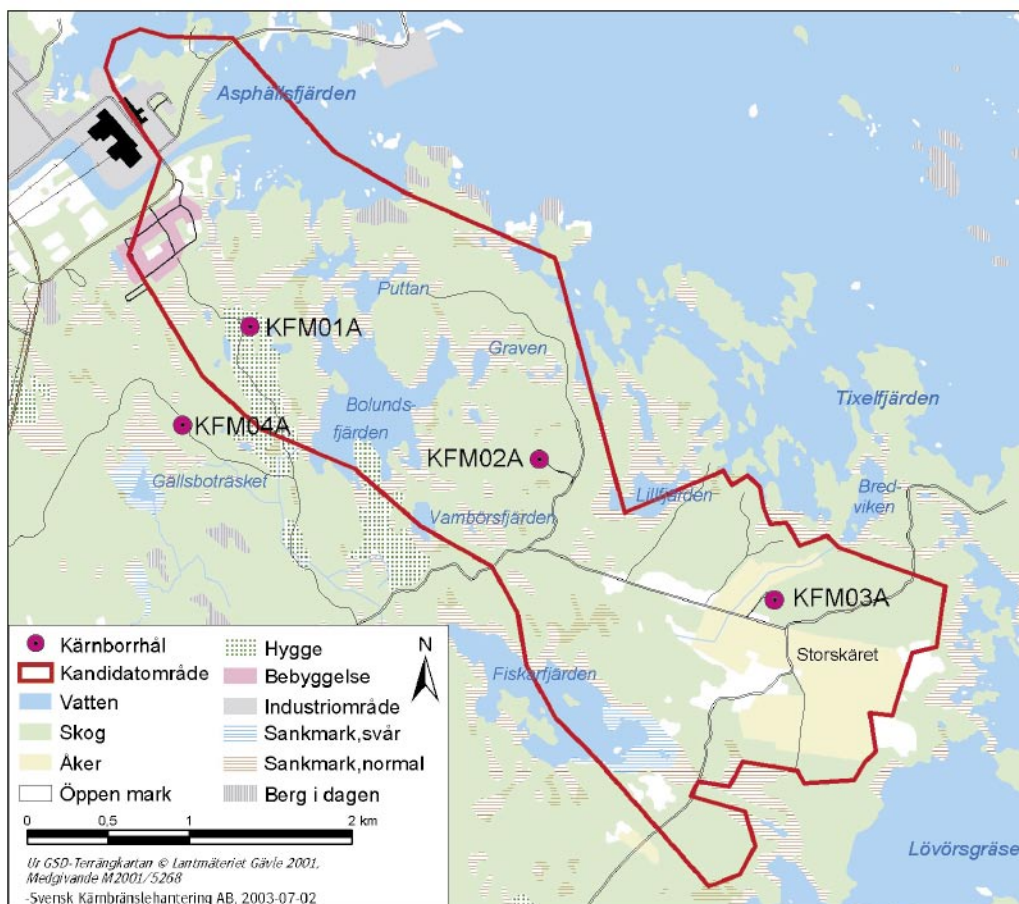 Asphällsfjärden
Puttan
KFM01A
Graven
Tixelfjärden
Bolunds-
fjärden
KFM04A
KFM02A
Gällsboträsket
Lillfjärden
Bred-
viken
Vambörsfjärden
KFM03A
Storskäret
Fiskarfjärden
Kärnborrhål
Kandidatområde
Vatten
Skog
Åker
Öppen mark
Hygge
Bebyggelse
Industriområde
Sankmark,svår
Sankmark,normal
Berg i dagen
N
0 0,5 1 2 km
Ur GSD-Terrängkartan © Lantmäteriet Gävle 2001,
Medgivande M2001/5268
-Svensk Kärnbränslehantering AB, 2003-07-02
Lövörsgräse